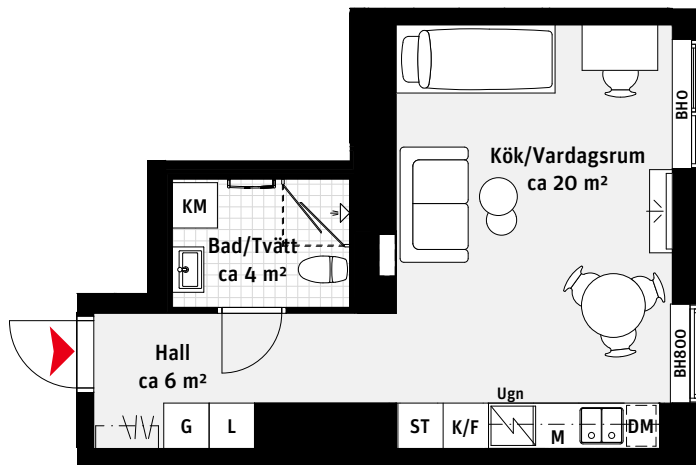 BH0
Kök/Vardagsrum
ca 20 m²
KM
Bad/Tvätt
ca 4 m²
Hall
ca 6 m²
BH800
Ugn
G
L
ST
K/F
M
DM